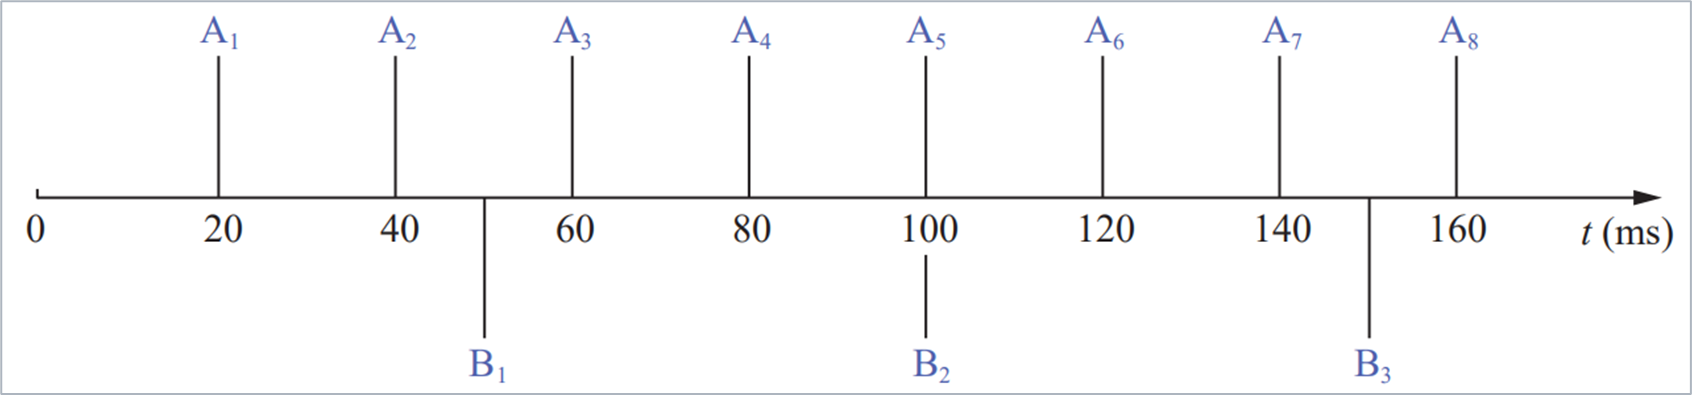 A₁ A₂ A₃ A₄ A₅ A₆ A₇ A₈
0 20 40 60 80 100 120 140 160 t (ms)
B₁ B₂ B₃